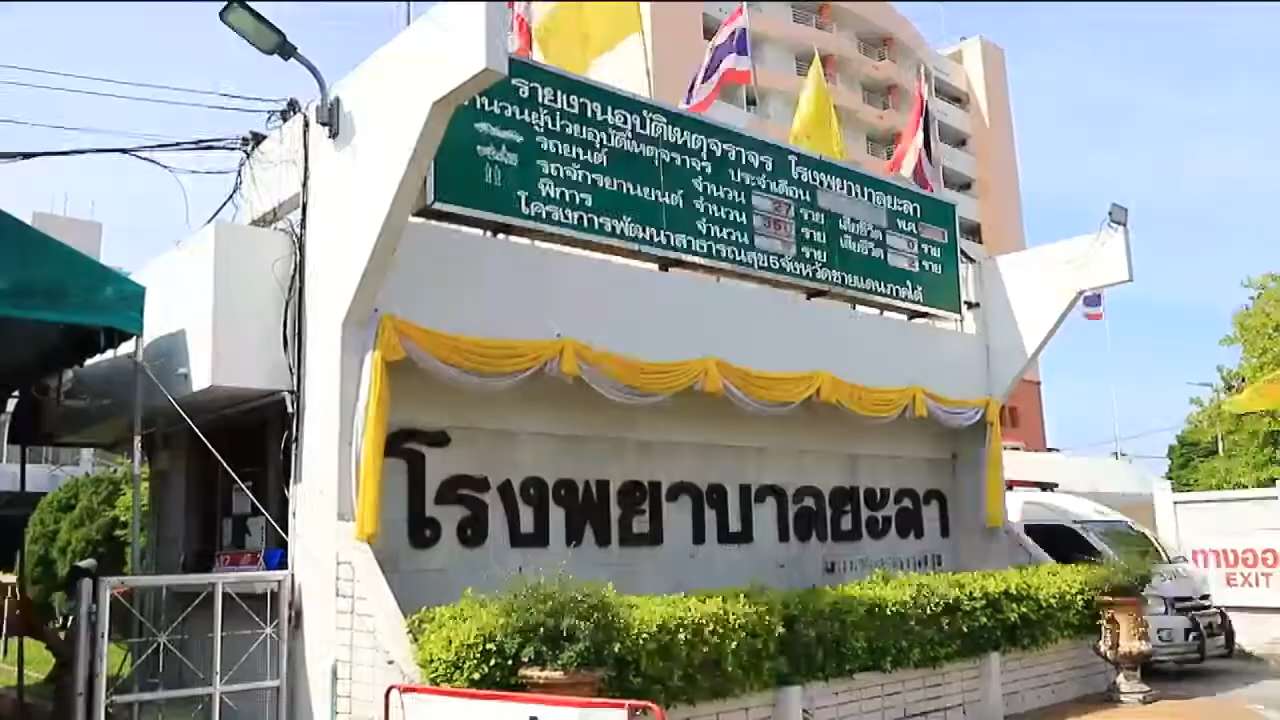 รายงานอุบัติเหตุจราจร โรงพยาบาลยะลา
จำนวนผู้ป่วยอุบัติเหตุจราจร ประจำเดือน พ.ค.
รถยนต์ จำนวน 27 ราย เสียชีวิต 0 ราย
รถจักรยานยนต์ จำนวน ราย เสียชีวิต ราย
พิการ จำนวน ราย
โครงการพัฒนาสาธารณสุข 5 จังหวัดชายแดนภาคใต้
โรงพยาบาลยะลา
ทางออ
EXIT